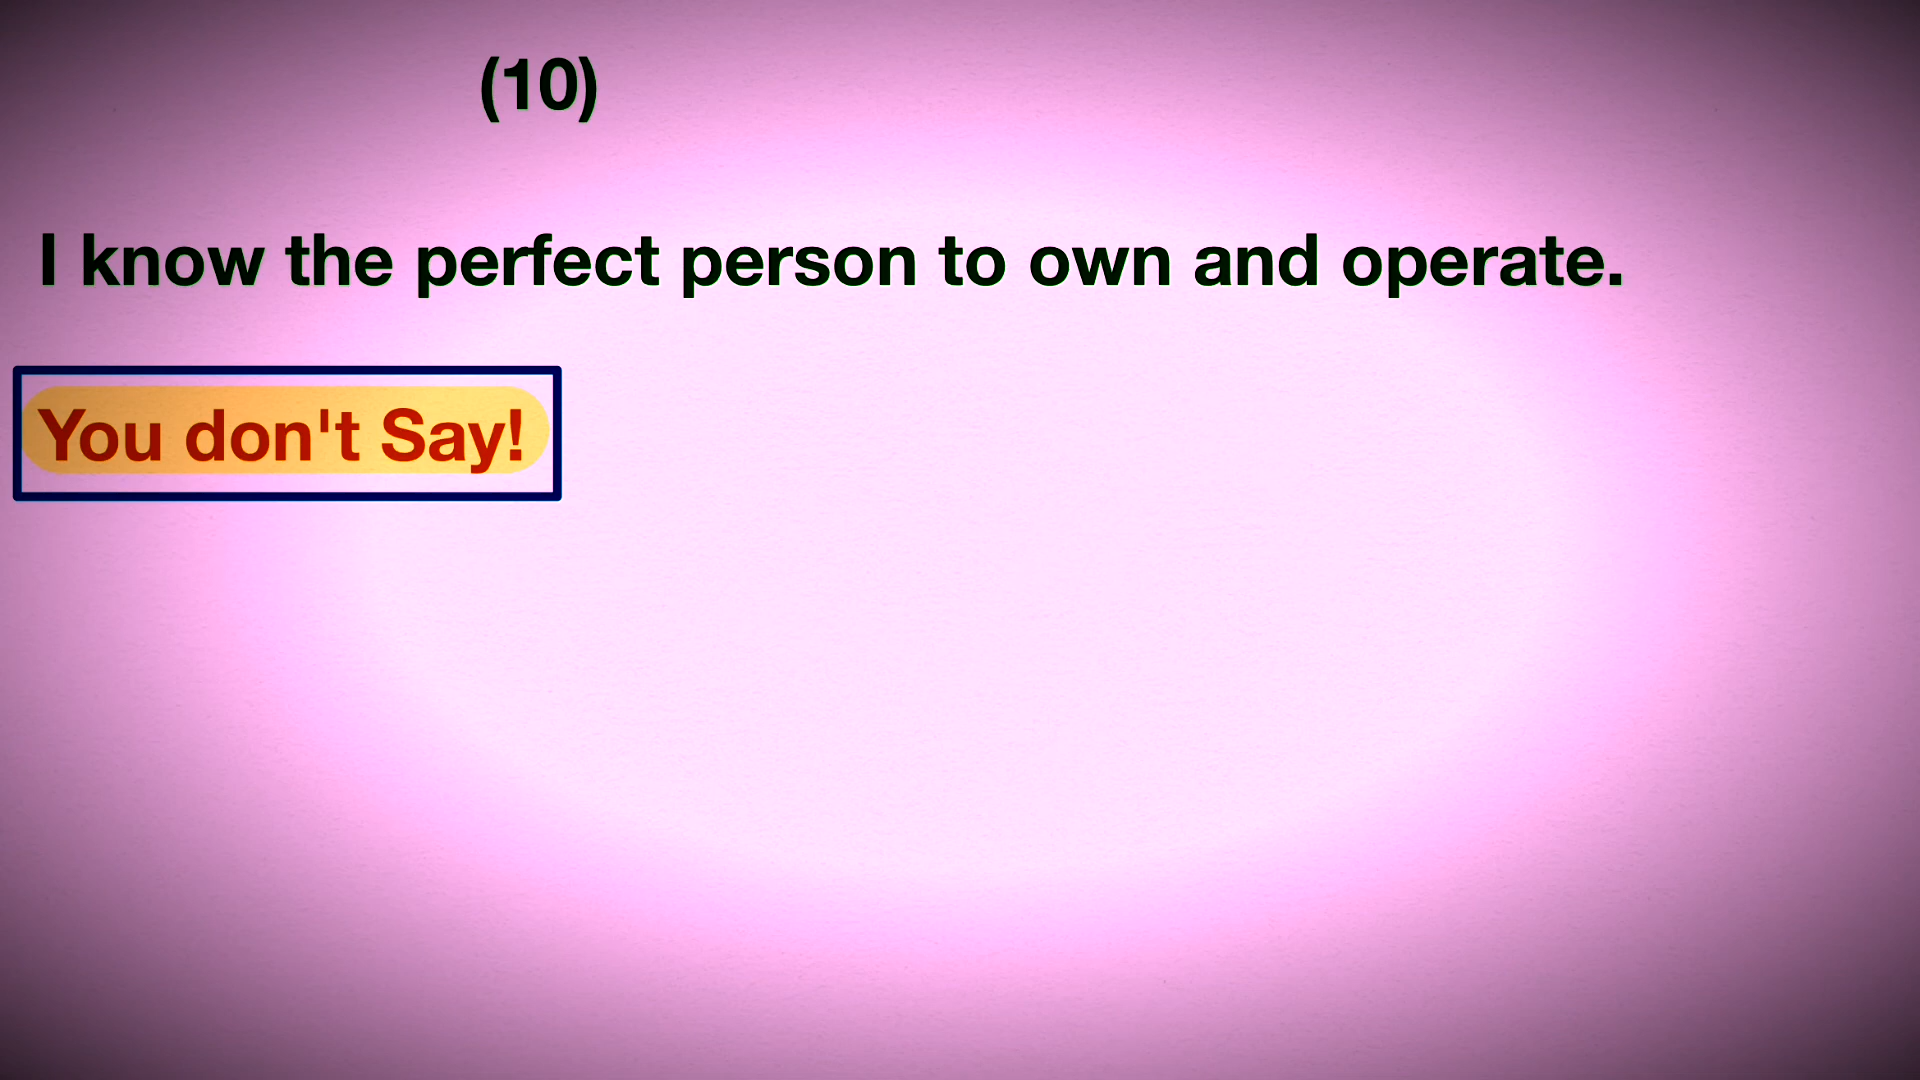 (10)
I know the perfect person to own and operate.
You don't Say!